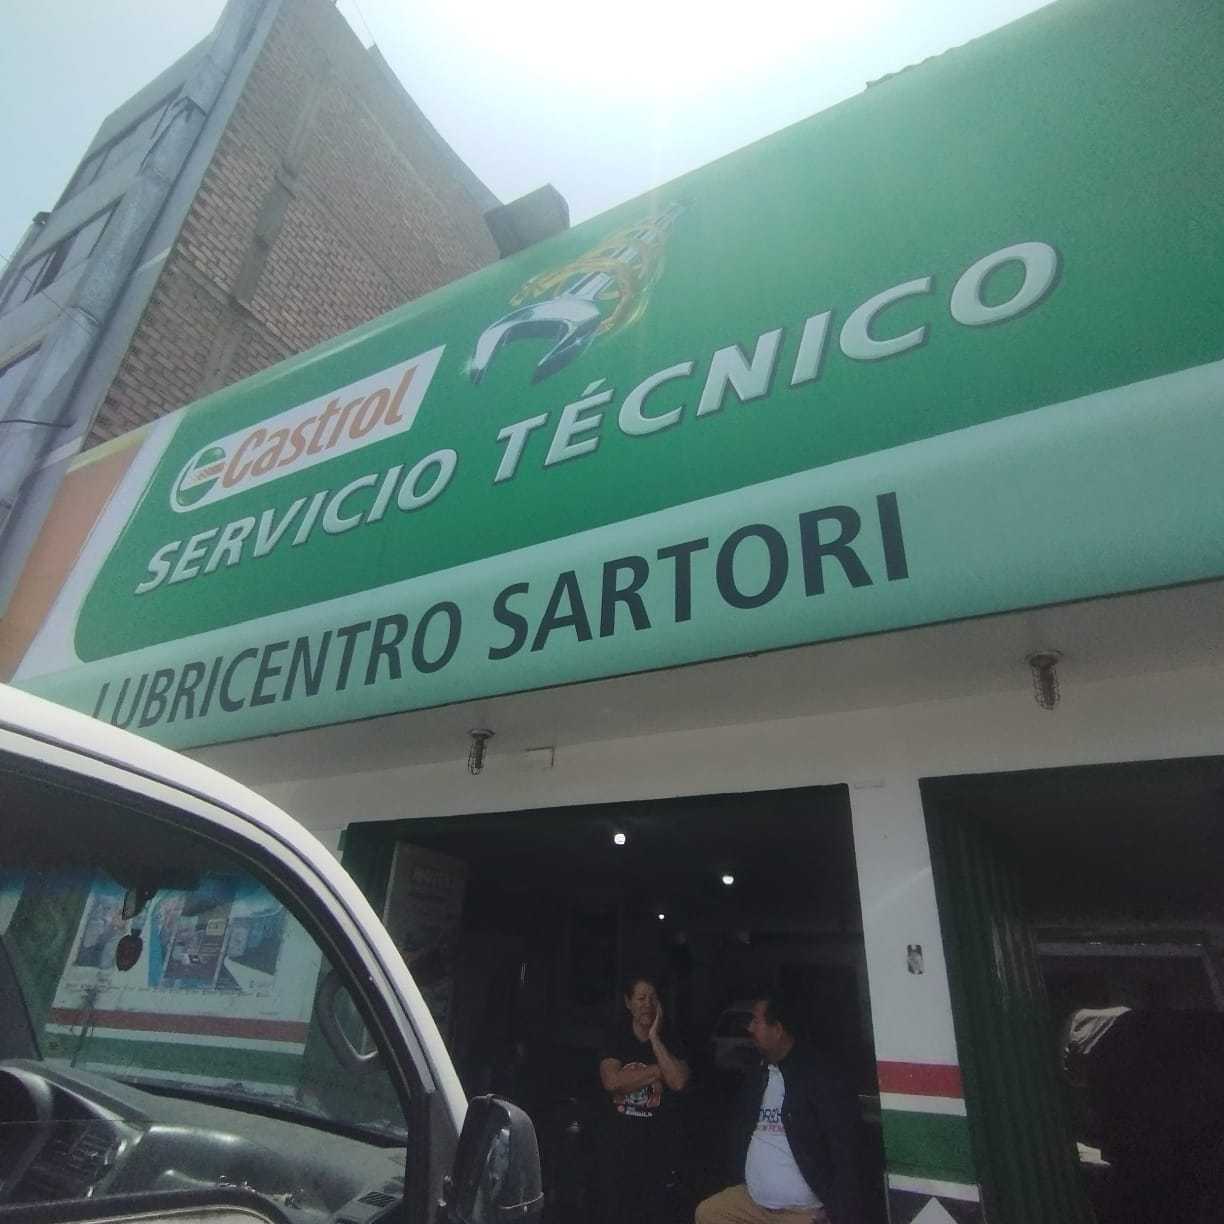 Castrol
SERVICIO TÉCNICO
LUBRICENTRO SARTORI